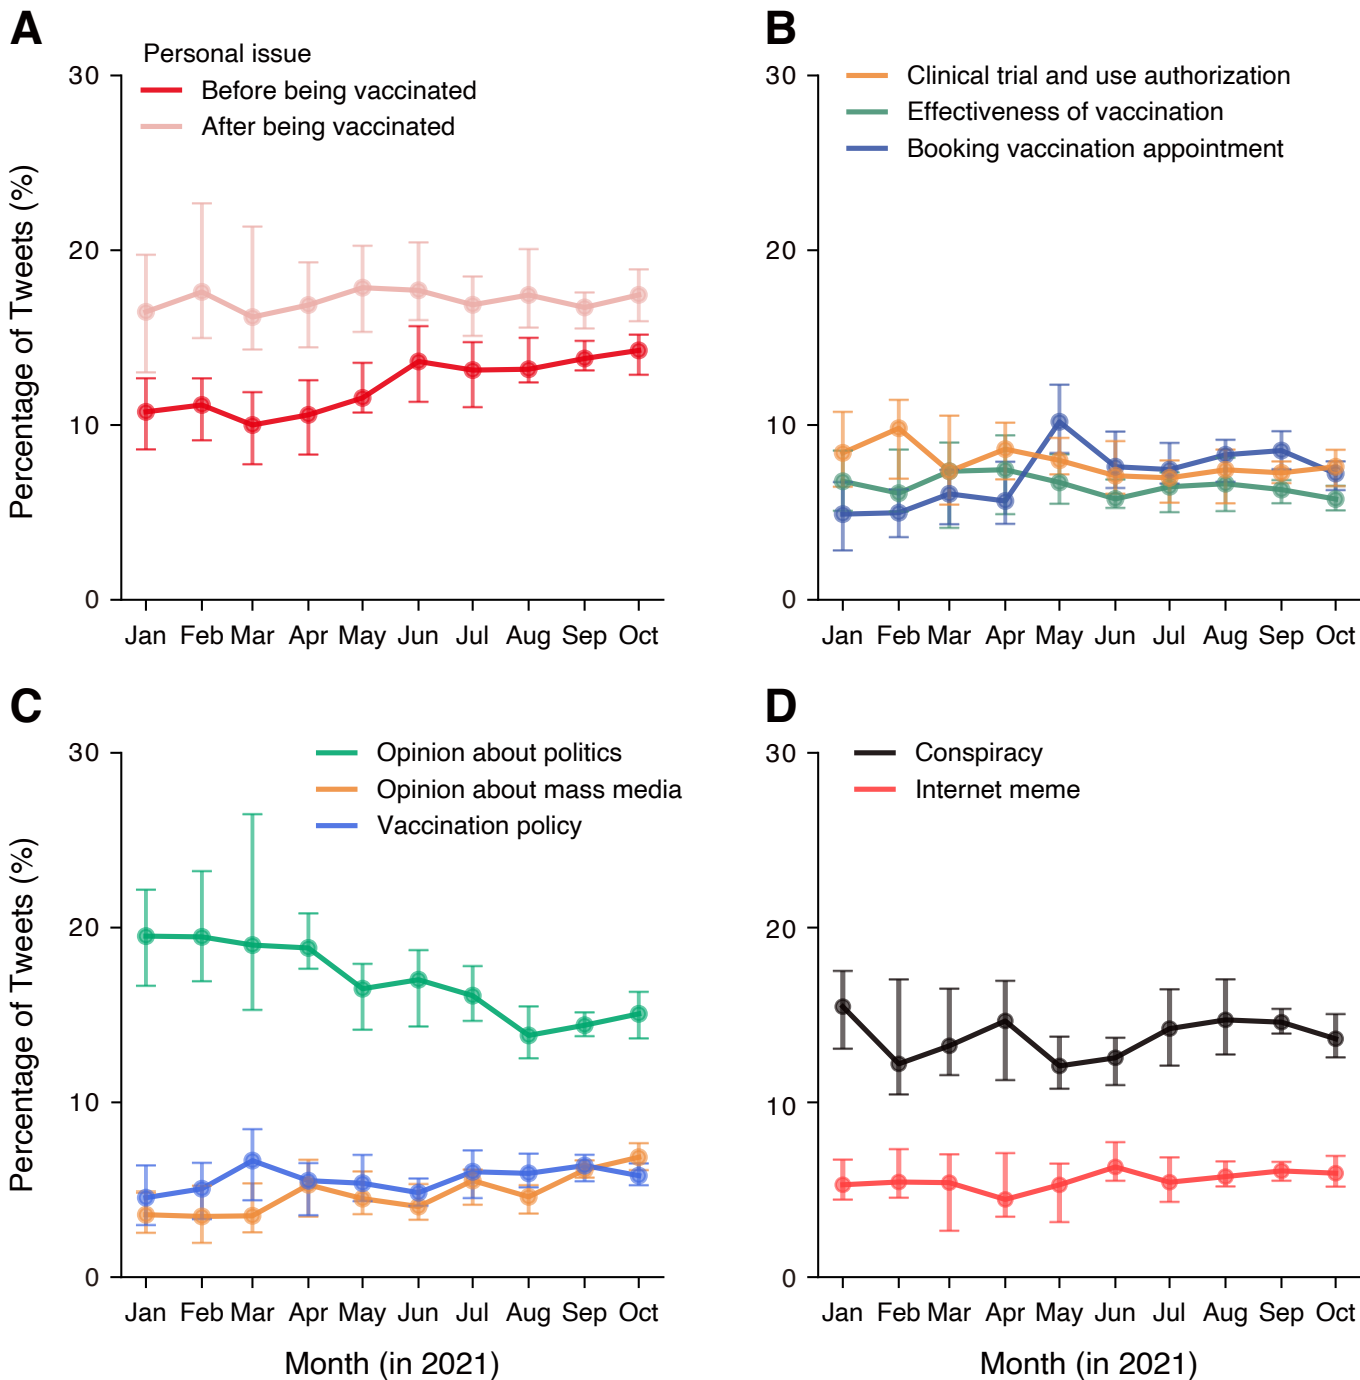 A
Personal issue
Before being vaccinated
After being vaccinated
Percentage of Tweets (%)
30
20
10
0
Jan Feb Mar Apr May Jun Jul Aug Sep Oct
B
Clinical trial and use authorization
Effectiveness of vaccination
Booking vaccination appointment
30
20
10
0
Jan Feb Mar Apr May Jun Jul Aug Sep Oct
C
Opinion about politics
Opinion about mass media
Vaccination policy
Percentage of Tweets (%)
30
20
10
0
Jan Feb Mar Apr May Jun Jul Aug Sep Oct
Month (in 2021)
D
Conspiracy
Internet meme
30
20
10
0
Jan Feb Mar Apr May Jun Jul Aug Sep Oct
Month (in 2021)